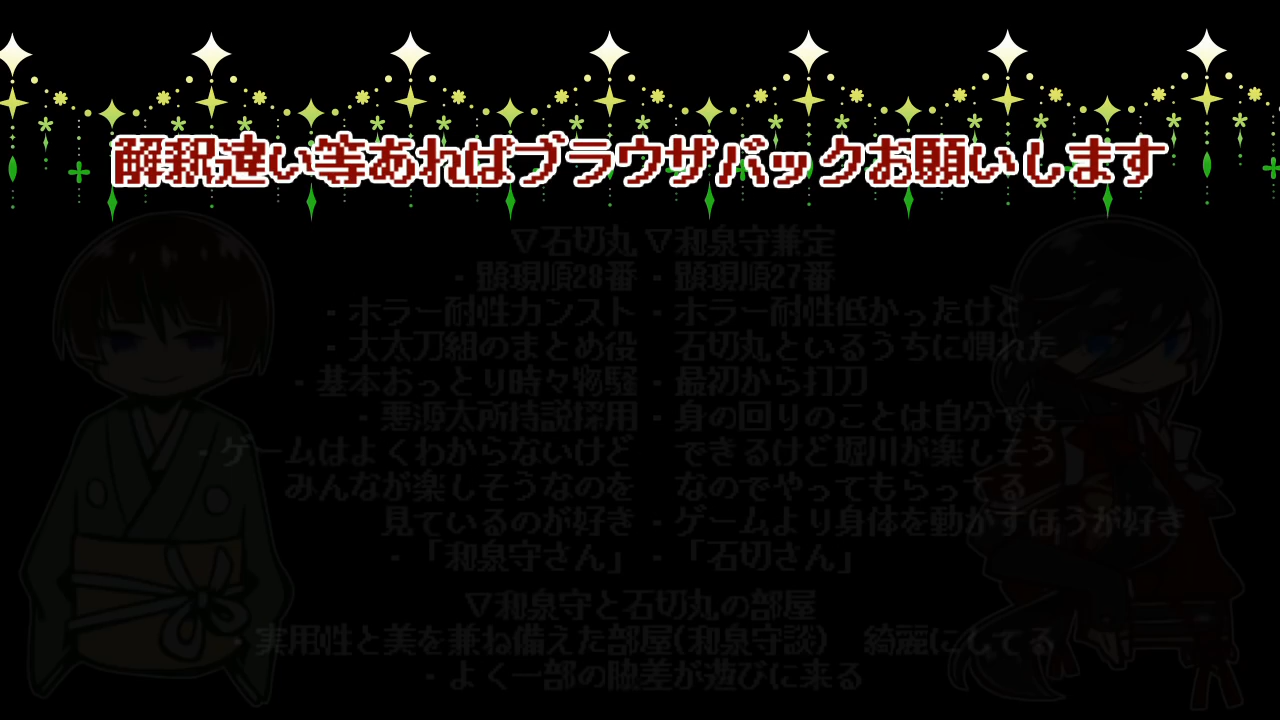 解釈違い等あればブラウザバックお願いします
▽石切丸 ▽和泉守兼定
・顕現順28番 ・顕現順27番
・ホラー耐性カンスト ・ホラー耐性低かったけど
・大太刀組のまとめ役 石切丸といるうちに慣れた
・基本おっとり時々物騒 ・最初から打刀
・悪源太所持説採用 ・身の回りのことは自分でも
・ゲームはよくわからないけど できるけど堀川が楽しそう
みんなが楽しそうなのを なのでやってもらってる
見ているのが好き ・ゲームより身体を動かすほうが好き
・「和泉守さん」 ・「石切さん」
▽和泉守と石切丸の部屋
実用性と美を兼ね備えた部屋(和泉守談) 綺麗にしてる
・よく一部の脇差が遊びに来る